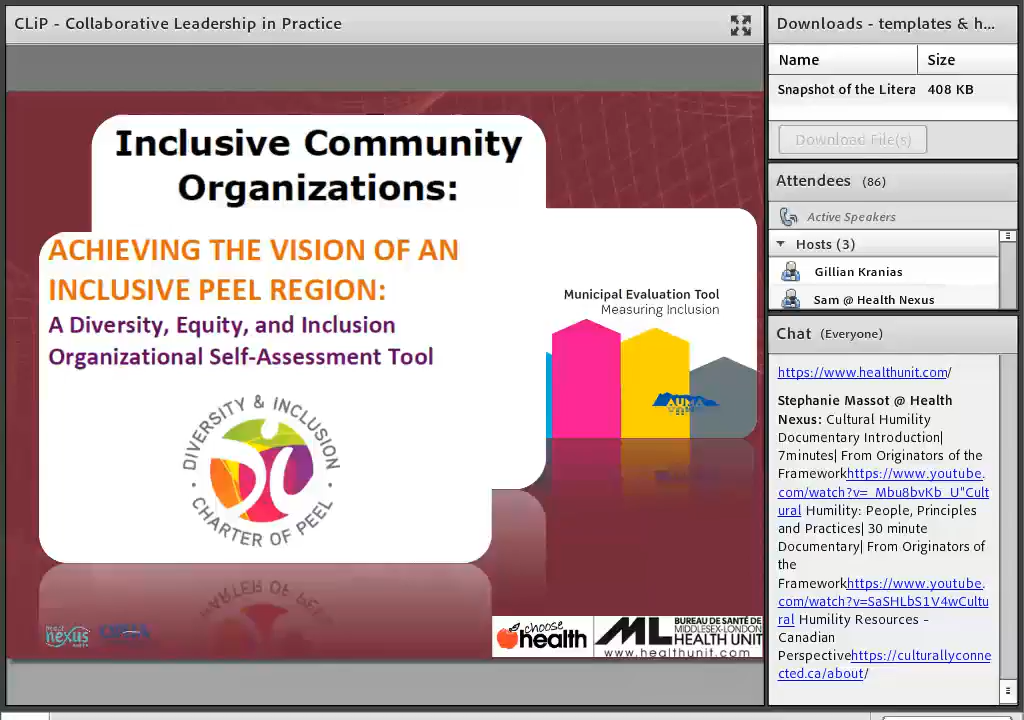 CLiP - Collaborative Leadership in Practice
Inclusive Community
Organizations:
ACHIEVING THE VISION OF AN
INCLUSIVE PEEL REGION:
A Diversity, Equity, and Inclusion
Organizational Self-Assessment Tool
DIVERSITY & INCLUSION
CHARTER OF PEEL
Municipal Evaluation Tool
Measuring Inclusion
AUMA
nexus
choose
health
ML
BUREAU DE SANTÉ DE
MIDDLESEX-LONDON
HEALTH UNIT
www.healthunit.com
Downloads - templates & h...
Name
Size
Snapshot of the Litera
408 KB
Download File(s)
Attendees (86)
Active Speakers
Hosts (3)
Gillian Kranias
Sam @ Health Nexus
Chat (Everyone)
https://www.healthunit.com/
Stephanie Massot @ Health
Nexus: Cultural Humility
Documentary Introduction|
7minutes| From Originators of the
Frameworkhttps://www.youtube.
com/watch?v=_Mbu8bvKb_U"Cult
ural Humility: People, Principles
and Practices| 30 minute
Documentary| From Originators of
the
Frameworkhttps://www.youtube.
com/watch?v=SaSHLbS1V4wCultu
ral Humility Resources -
Canadian
Perspectivehttps://culturallyconne
cted.ca/about/